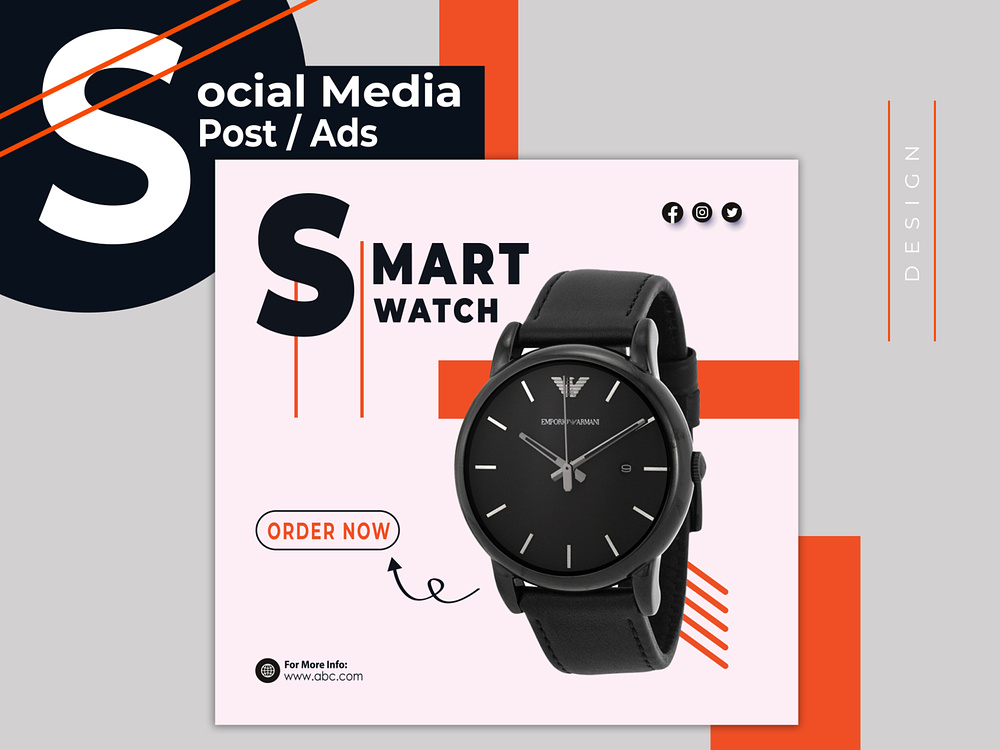 Social Media
Post / Ads
DESIGN
SMART
WATCH
EMPORIO ARMANI
ORDER NOW
For More Info:
www.abc.com